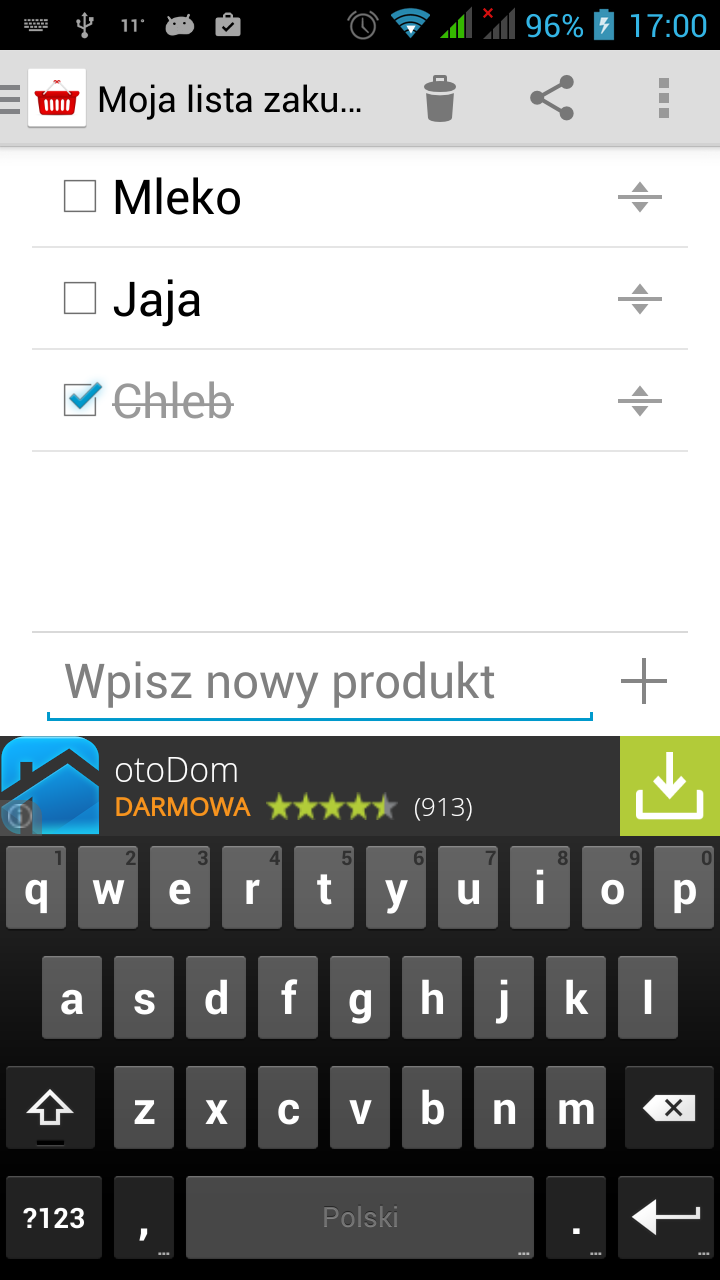 11° 96% 17:00
Moja lista zaku...
Mleko
Jaja
Chleb
Wpisz nowy produkt
otoDom
DARMOWA (913)
1 2 3 4 5 6 7 8 9 0
q w e r t y u i o p
a s d f g h j k l
z x c v b n m
?123 , Polski .